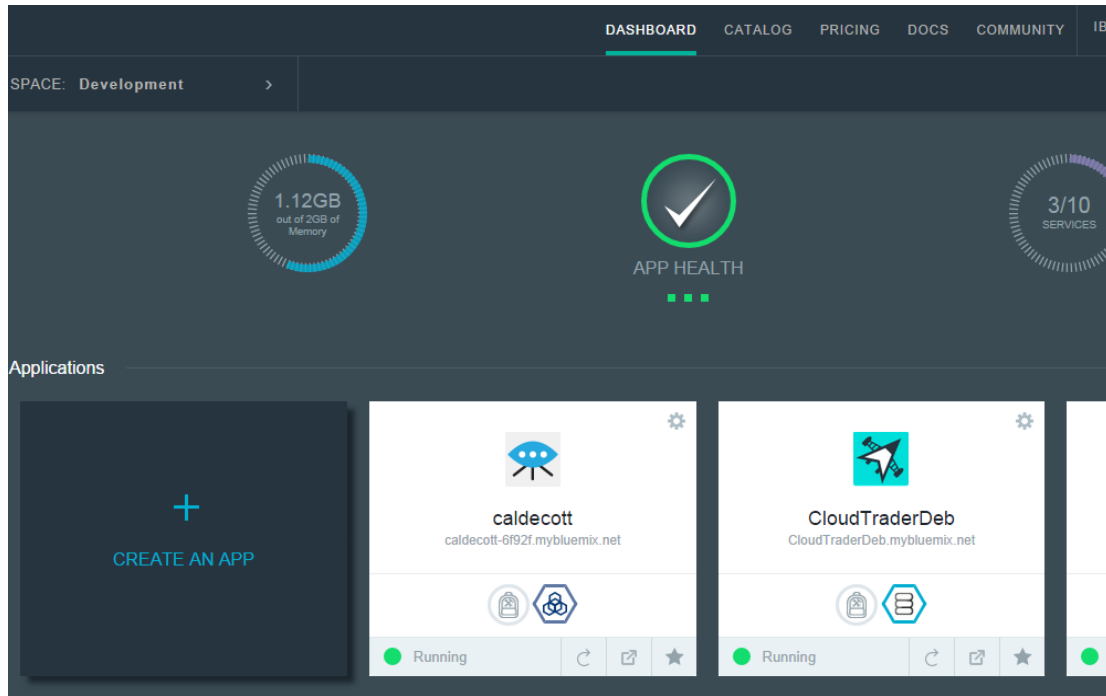 DASHBOARD CATALOG PRICING DOCS COMMUNITY IB
SPACE: Development >
1.12GB
out of 2GB of
Memory
APP HEALTH
3/10
SERVICES
Applications
+
CREATE AN APP
caldecott
caldecott-6f92f.mybluemix.net
Running
CloudTraderDeb
CloudTraderDeb.mybluemix.net
Running